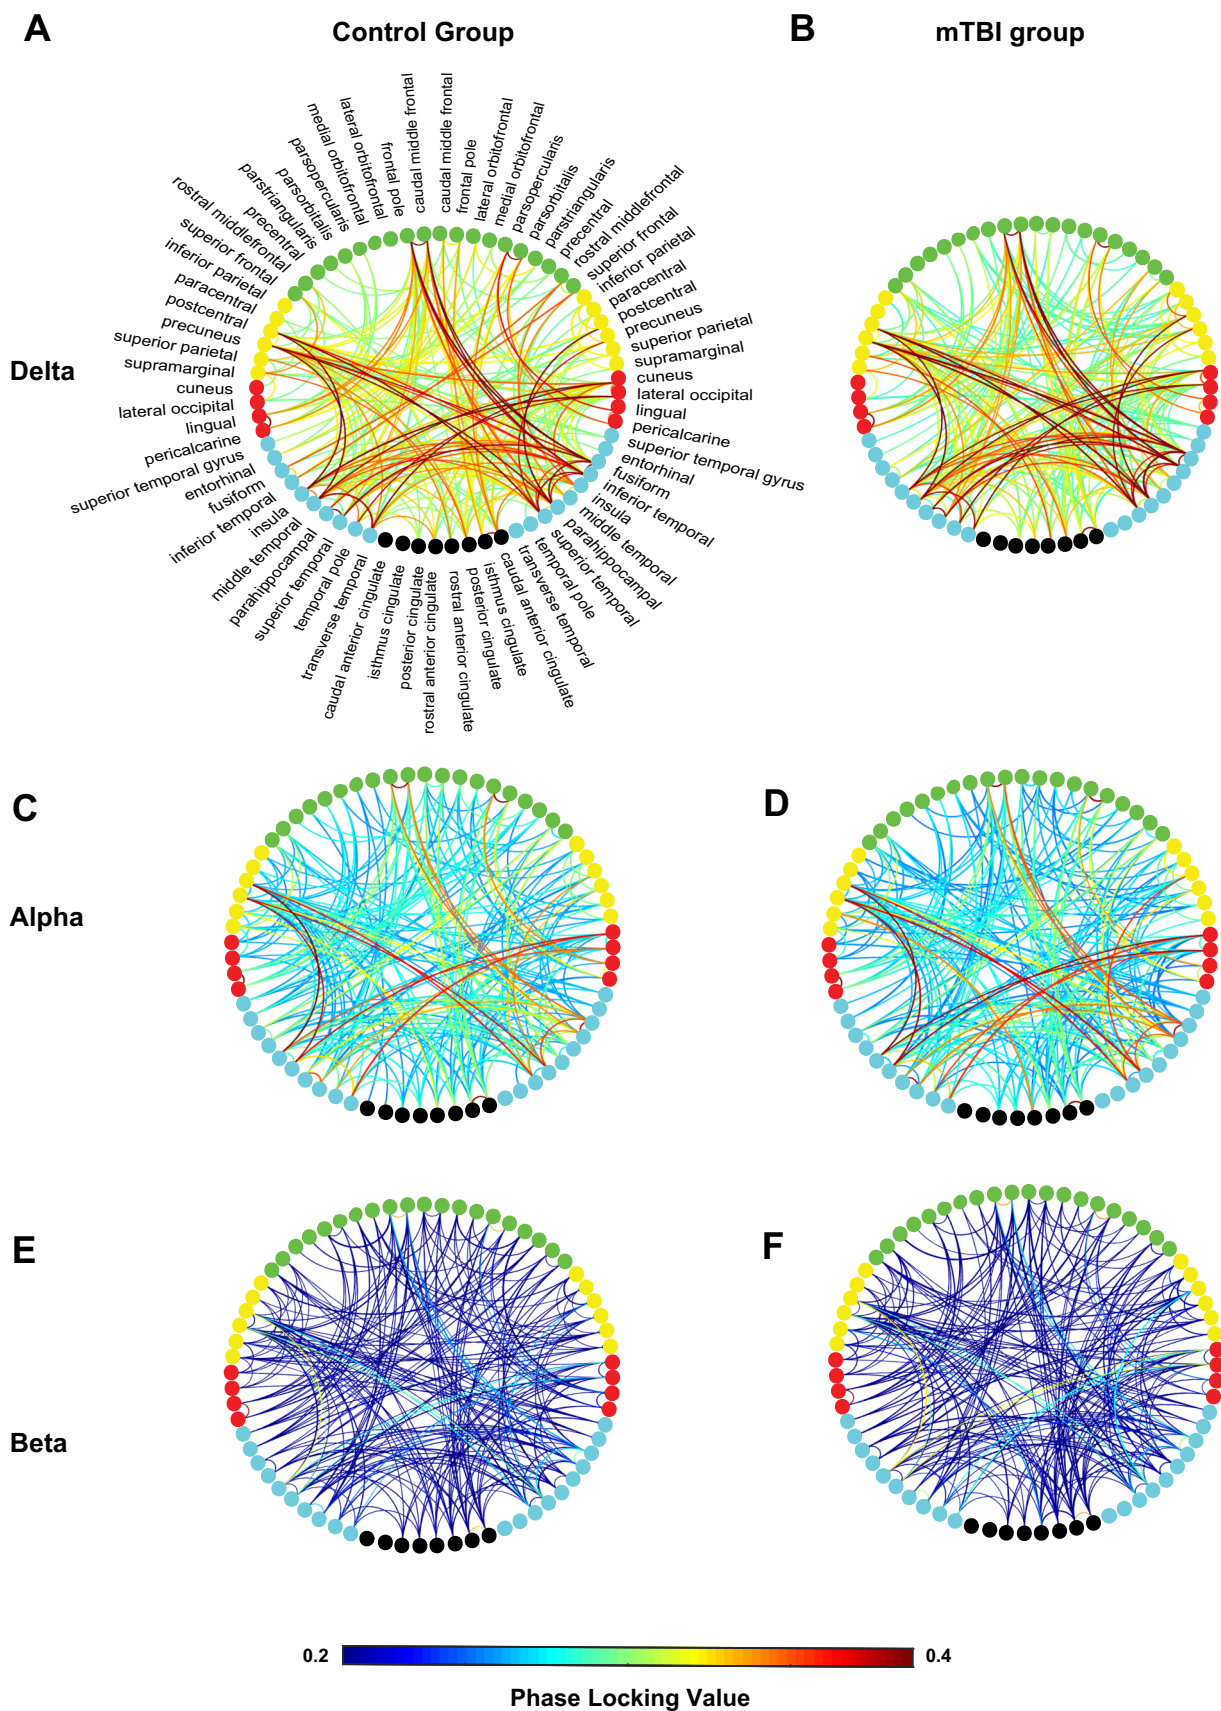 A
Control Group
B
mTBI group
rostral middlefrontal
parstriangularis
parsorbitalis
parsopercularis
medial orbitofrontal
lateral orbitofrontal
frontal pole
caudal middle frontal
caudal middle frontal
frontal pole
lateral orbitofrontal
medial orbitofrontal
parsopercularis
parsorbitalis
parstriangularis
precentral
rostral middlefrontal
superior frontal
inferior parietal
paracentral
postcentral
precuneus
superior parietal
supramarginal
cuneus
lateral occipital
lingual
pericalcarine
superior temporal gyrus
entorhinal
fusiform
inferior temporal
insula
middle temporal
parahippocampal
superior temporal
temporal pole
transverse temporal
caudal anterior cingulate
isthmus cingulate
posterior cingulate
rostral anterior cingulate
rostral anterior cingulate
posterior cingulate
isthmus cingulate
caudal anterior cingulate
transverse temporal
temporal pole
superior temporal
parahippocampal
middle temporal
insula
inferior temporal
fusiform
entorhinal
superior temporal gyrus
pericalcarine
lingual
lateral occipital
cuneus
supramarginal
superior parietal
precuneus
postcentral
paracentral
inferior parietal
superior frontal
precentral
Delta
C
D
Alpha
E
F
Beta
0.2
0.4
Phase Locking Value